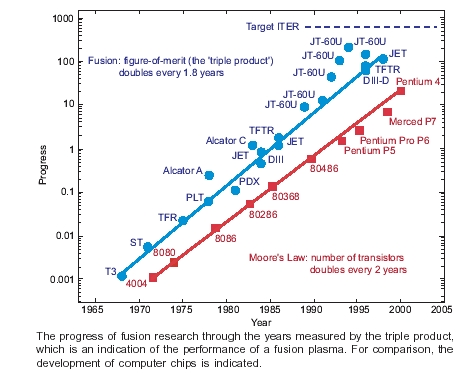 Target ITER
1000
100
10
1
0.1
0.01
0.001
Progress
Fusion: figure-of-merit (the 'triple product')
doubles every 1.8 years
JT-60U
JT-60U
JT-60U
JT-60U
JT-60U
JT-60U
JET
TFTR
DIII-D
Pentium 4
Merced P7
Pentium Pro P6
Pentium P5
80486
TFTR
Alcator C
JET
JET
DIII
Alcator A
PDX
PLT
80368
80286
TFR
8086
ST
8080
T3
4004
Moore's Law: number of transistors
doubles every 2 years
1965 1970 1975 1980 1985 1990 1995 2000 2005
Year
The progress of fusion research through the years measured by the triple product,
which is an indication of the performance of a fusion plasma. For comparison, the
development of computer chips is indicated.